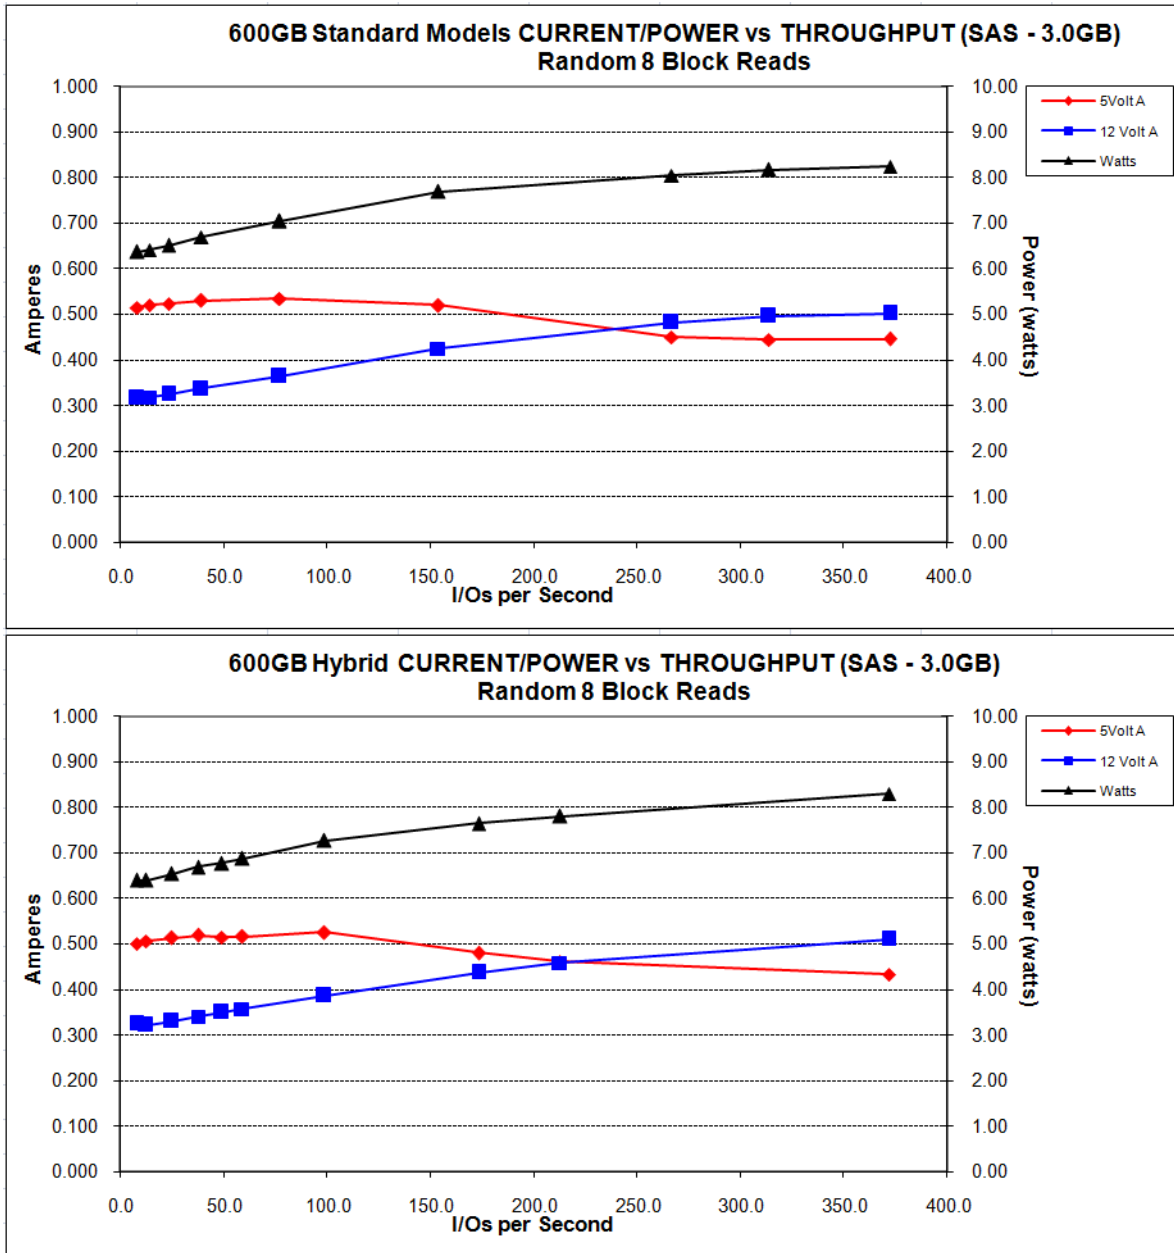 600GB Standard Models CURRENT/POWER vs THROUGHPUT (SAS - 3.0GB)
Random 8 Block Reads
Amperes
1.000
0.900
0.800
0.700
0.600
0.500
0.400
0.300
0.200
0.100
0.000
0.0 50.0 100.0 150.0 200.0 250.0 300.0 350.0 400.0
I/Os per Second
10.00
9.00
8.00
7.00
6.00
5.00
4.00
3.00
2.00
1.00
0.00
Power (watts)
5Volt A
12 Volt A
Watts
600GB Hybrid CURRENT/POWER vs THROUGHPUT (SAS - 3.0GB)
Random 8 Block Reads
Amperes
1.000
0.900
0.800
0.700
0.600
0.500
0.400
0.300
0.200
0.100
0.000
0.0 50.0 100.0 150.0 200.0 250.0 300.0 350.0 400.0
I/Os per Second
10.00
9.00
8.00
7.00
6.00
5.00
4.00
3.00
2.00
1.00
0.00
Power (watts)
5Volt A
12 Volt A
Watts